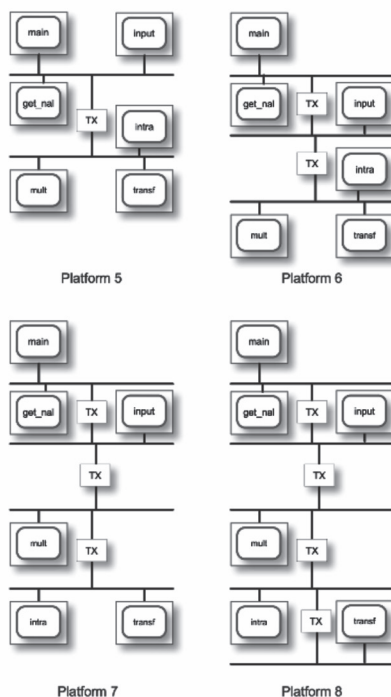 main input
get_nal TX intra
mult transf
Platform 5
main
get_nal TX input
TX intra
mult transf
Platform 6
main
get_nal TX input
TX
mult TX
intra transf
Platform 7
main
get_nal TX input
TX
mult TX
intra TX transf
Platform 8